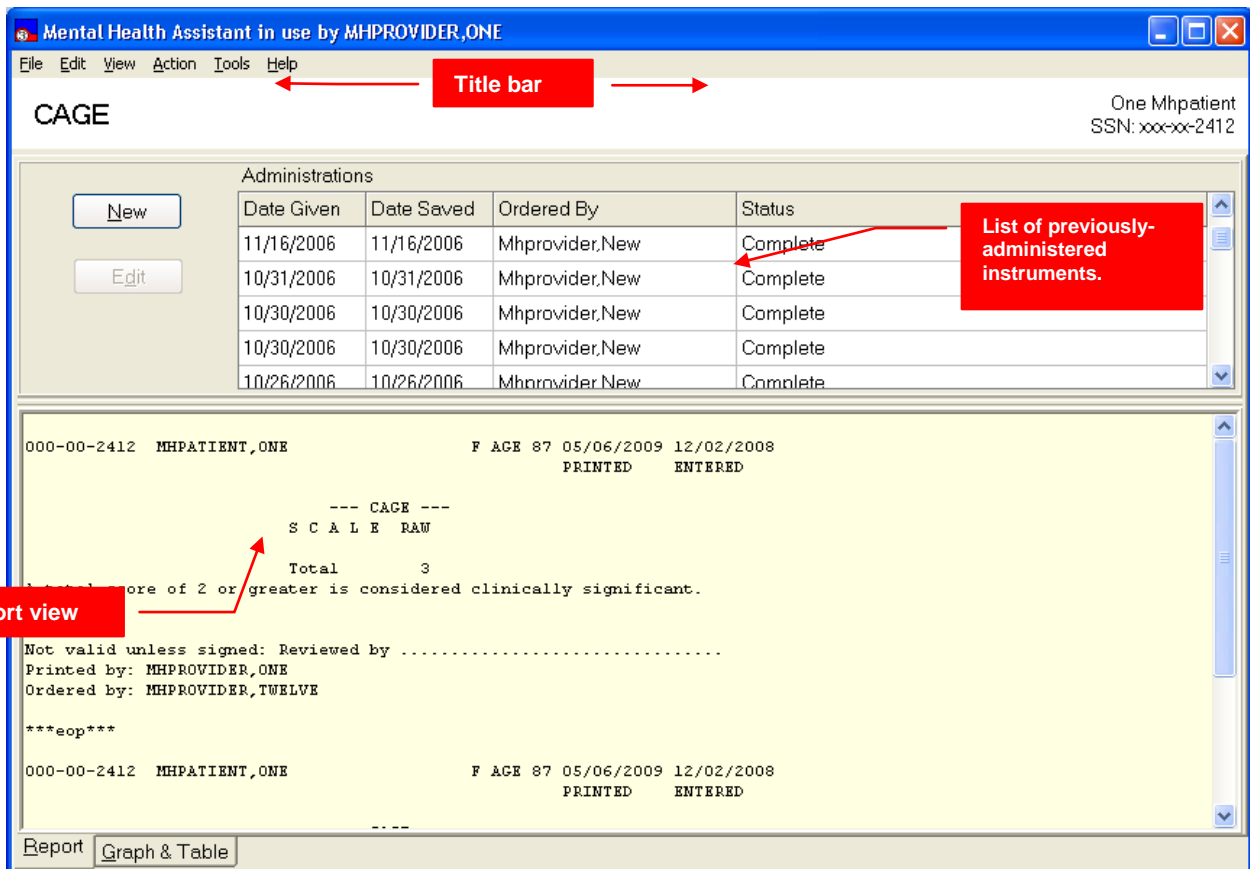 Mental Health Assistant in use by MHPROVIDER,ONE
File Edit View Action Tools Help
Title bar
CAGE
One Mhpatient
SSN: xxx-xx-2412
Administrations
New
Edit
Date Given Date Saved Ordered By Status
11/16/2006 11/16/2006 Mhprovider,New Complete
10/31/2006 10/31/2006 Mhprovider,New Complete
10/30/2006 10/30/2006 Mhprovider,New Complete
10/30/2006 10/30/2006 Mhprovider,New Complete
10/26/2006 10/26/2006 Mhprovider,New Complete
List of previously-
administered
instruments.
000-00-2412 MHPATIENT,ONE F AGE 87 05/06/2009 12/02/2008
PRINTED ENTERED
--- CAGE ---
S C A L E RAW
Total 3
of 2 or greater is considered clinically significant.
ort view
Not valid unless signed: Reviewed by ................................
Printed by: MHPROVIDER,ONE
Ordered by: MHPROVIDER,TWELVE
***eop***
000-00-2412 MHPATIENT,ONE F AGE 87 05/06/2009 12/02/2008
PRINTED ENTERED
Report Graph & Table